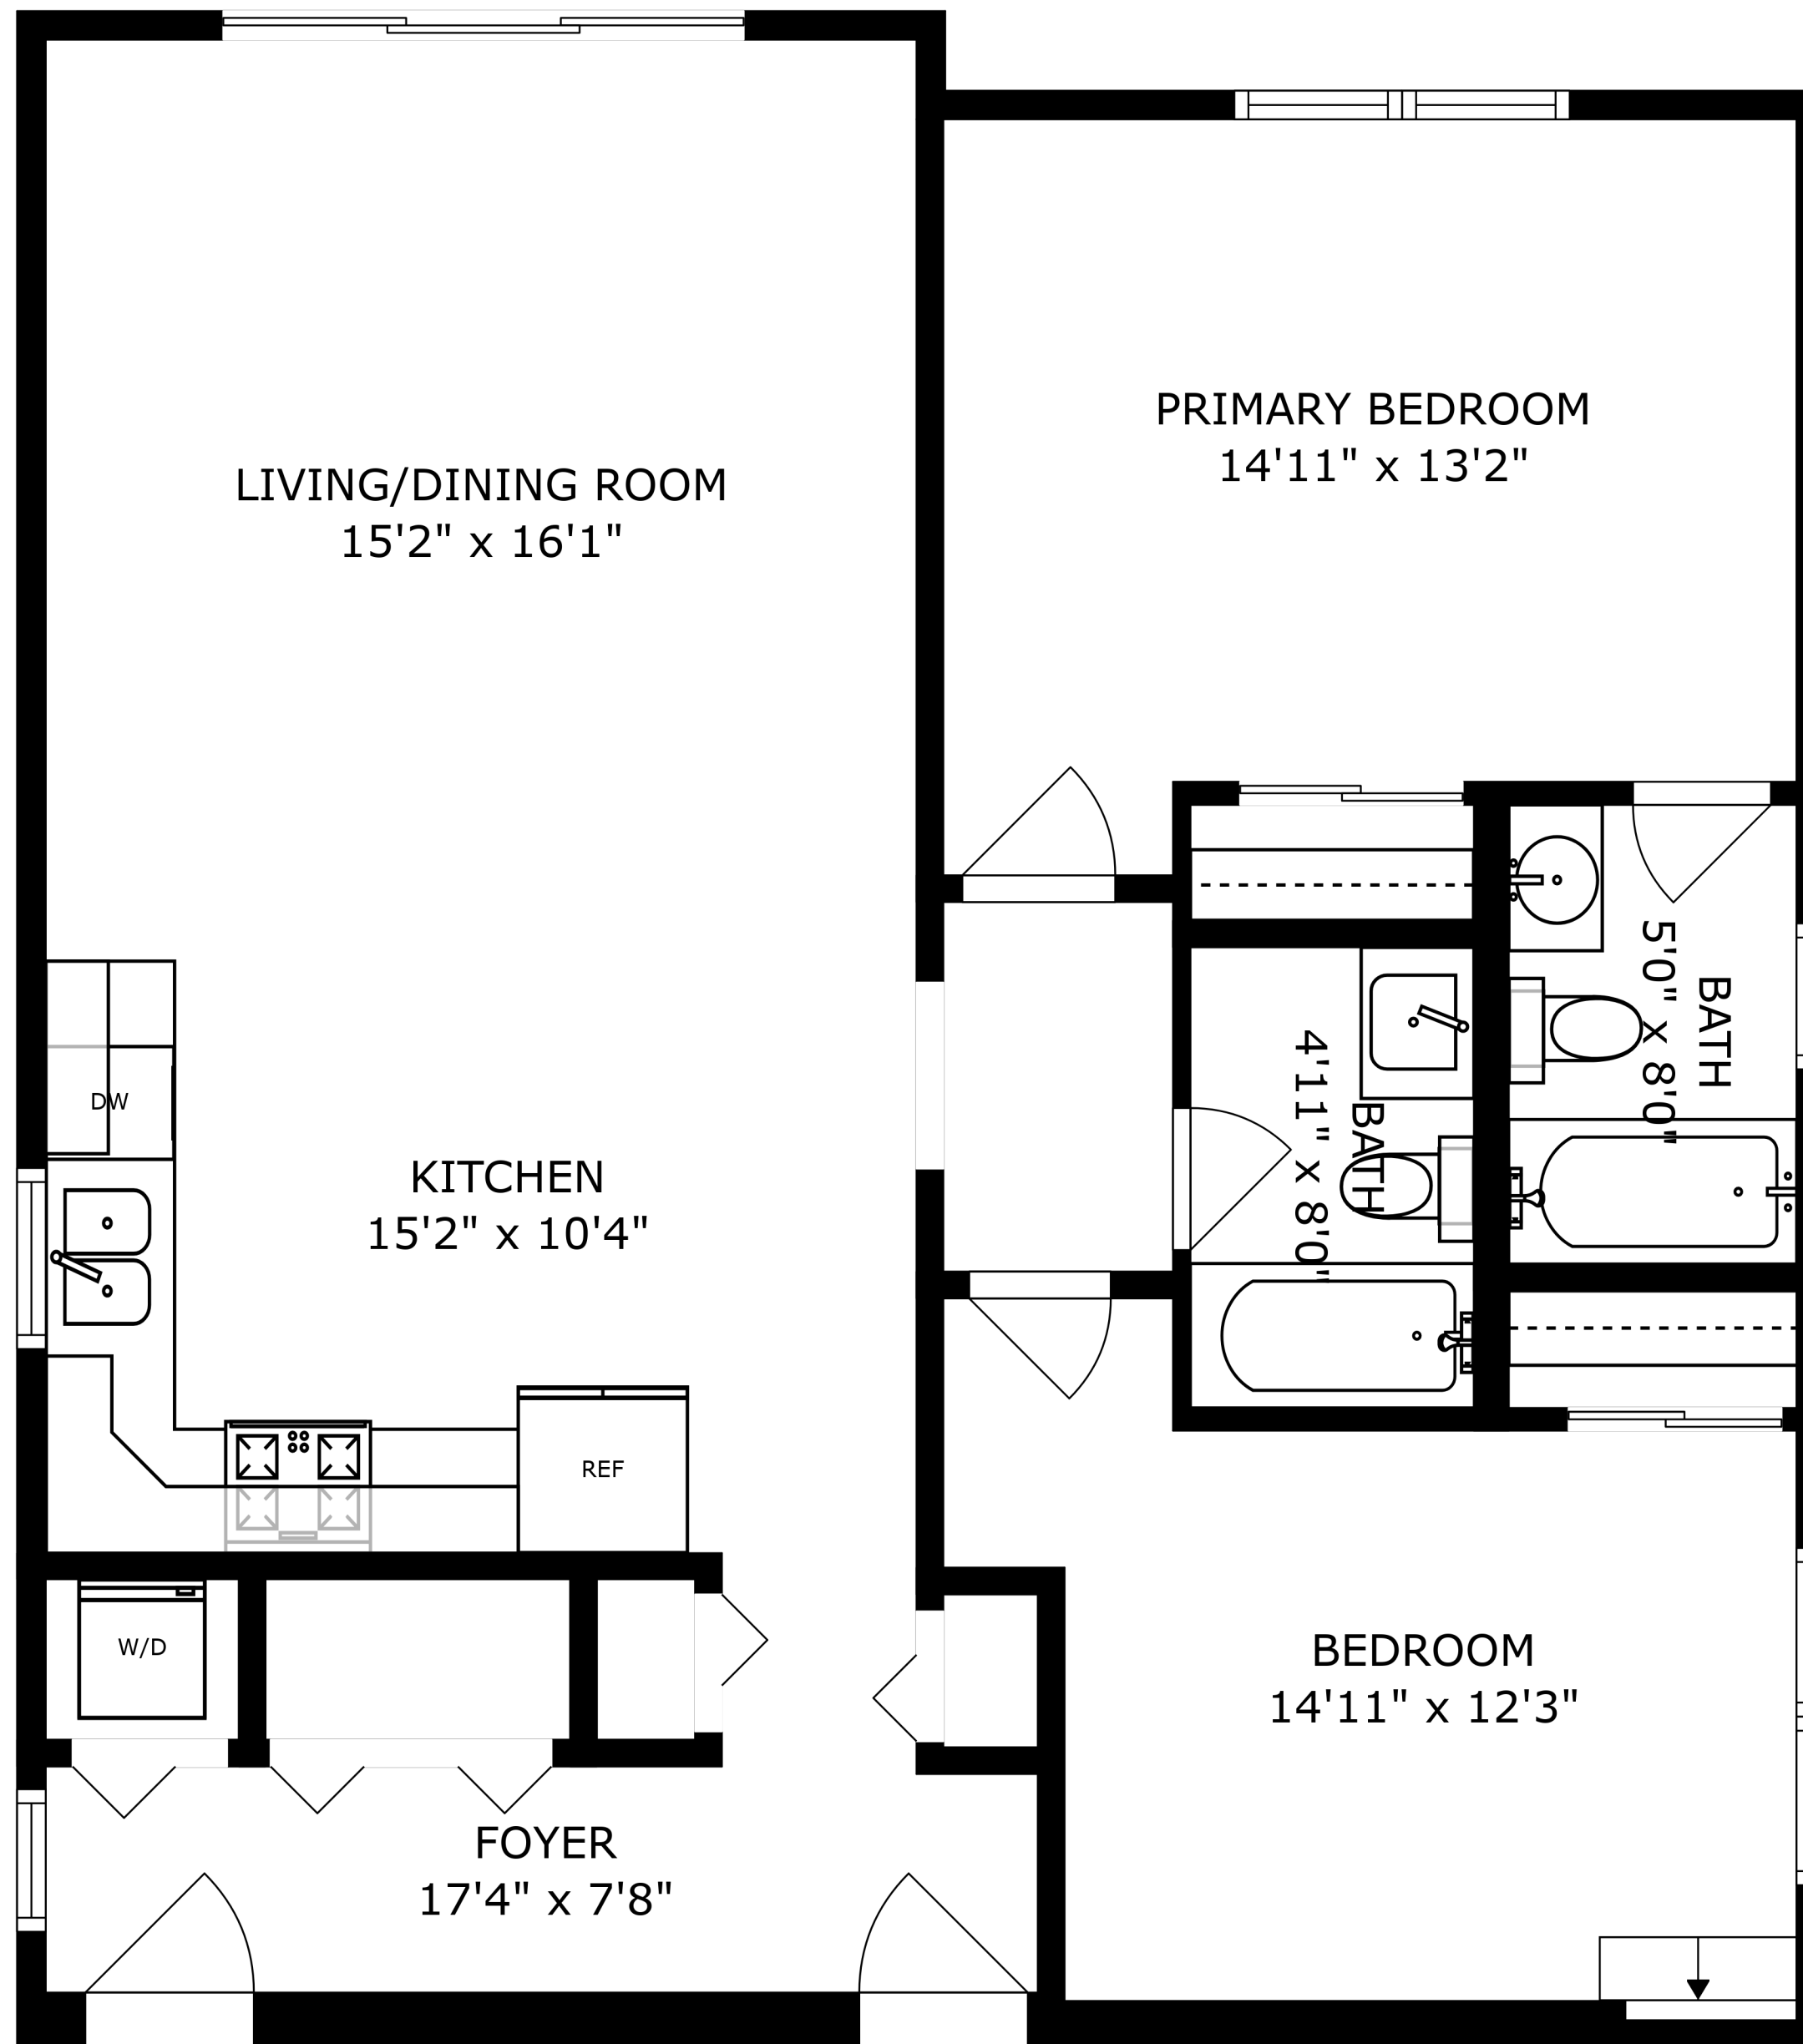 PRIMARY BEDROOM
14'11" x 13'2"
LIVING/DINING ROOM
15'2" x 16'1"
BATH
5'0" x 8'0"
BATH
4'11" x 8'0"
DW
KITCHEN
15'2" x 10'4"
REF
W/D
BEDROOM
14'11" x 12'3"
FOYER
17'4" x 7'8"